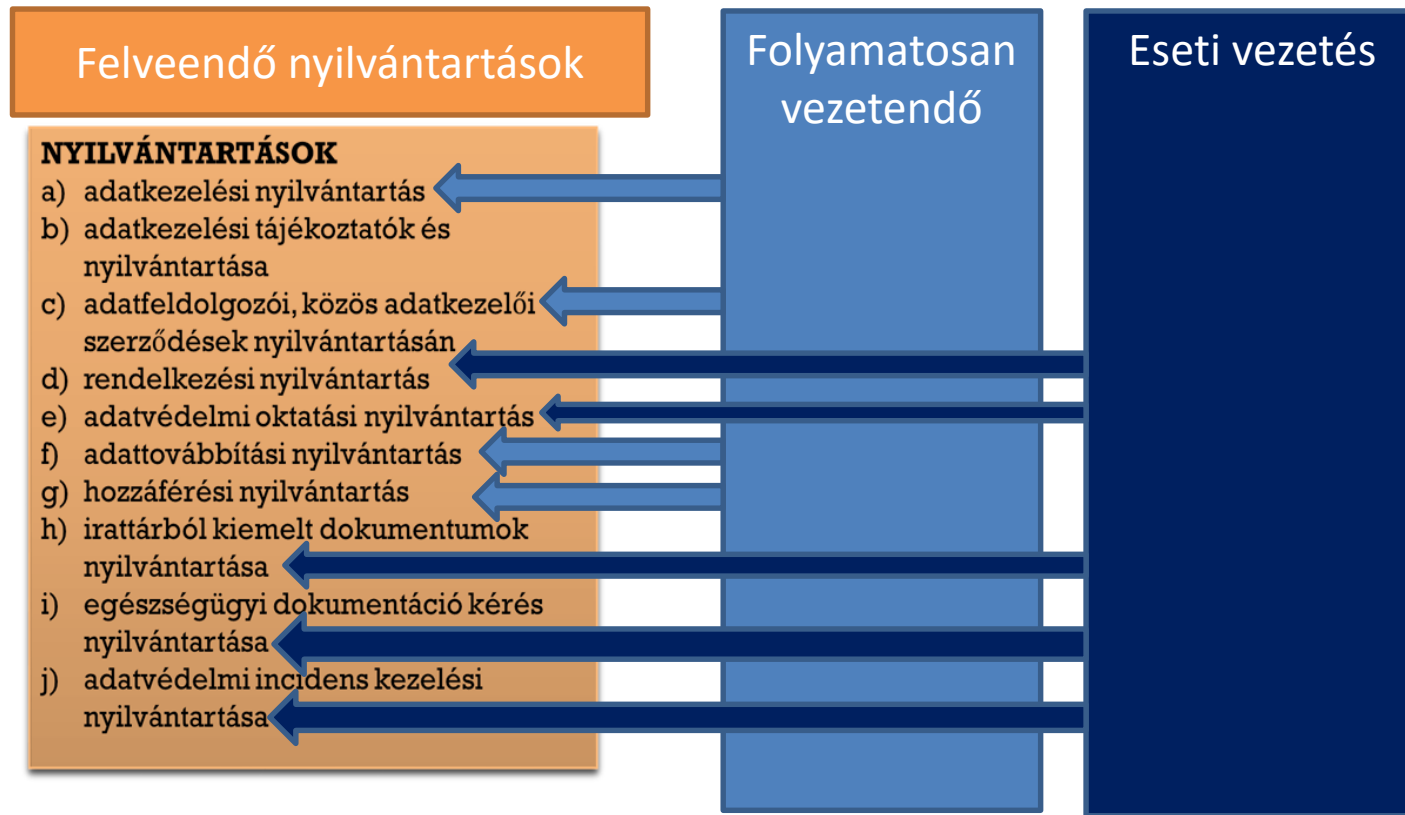 Felveendő nyilvántartások
Folyamatosan
vezetendő
Eseti vezetés
NYILVÁNTARTÁSOK
a) adatkezelési nyilvántartás
b) adatkezelési tájékoztatók és
nyilvántartása
c) adatfeldolgozói, közös adatkezelői
szerződések nyilvántartásán
d) rendelkezési nyilvántartás
e) adatvédelmi oktatási nyilvántartás
f) adattovábbítási nyilvántartás
g) hozzáférési nyilvántartás
h) irattárból kiemelt dokumentumok
nyilvántartása
i) egészségügyi dokumentáció kérés
nyilvántartása
j) adatvédelmi incidens kezelési
nyilvántartása